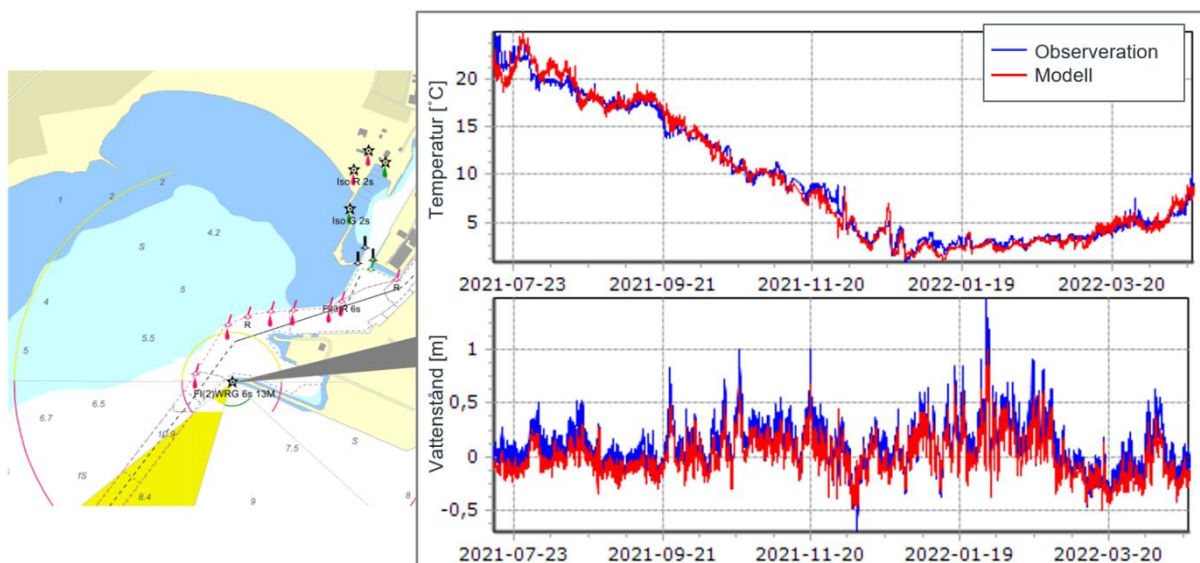 2
1
2
Iso R 2s
4.2
Iso G 2s
S
4
5
R
5.5
R
Fl(3)R 6s
5
Fl(2)WRG 6s 13M
6.5
6.7
10.9
7.5
S
fS
8.4
9
8
Observeration
Modell
Temperatur [°C]
20
15
10
5
2021-07-23 2021-09-21 2021-11-20 2022-01-19 2022-03-20
Vattenstånd [m]
1
0,5
0
-0,5
2021-07-23 2021-09-21 2021-11-20 2022-01-19 2022-03-20